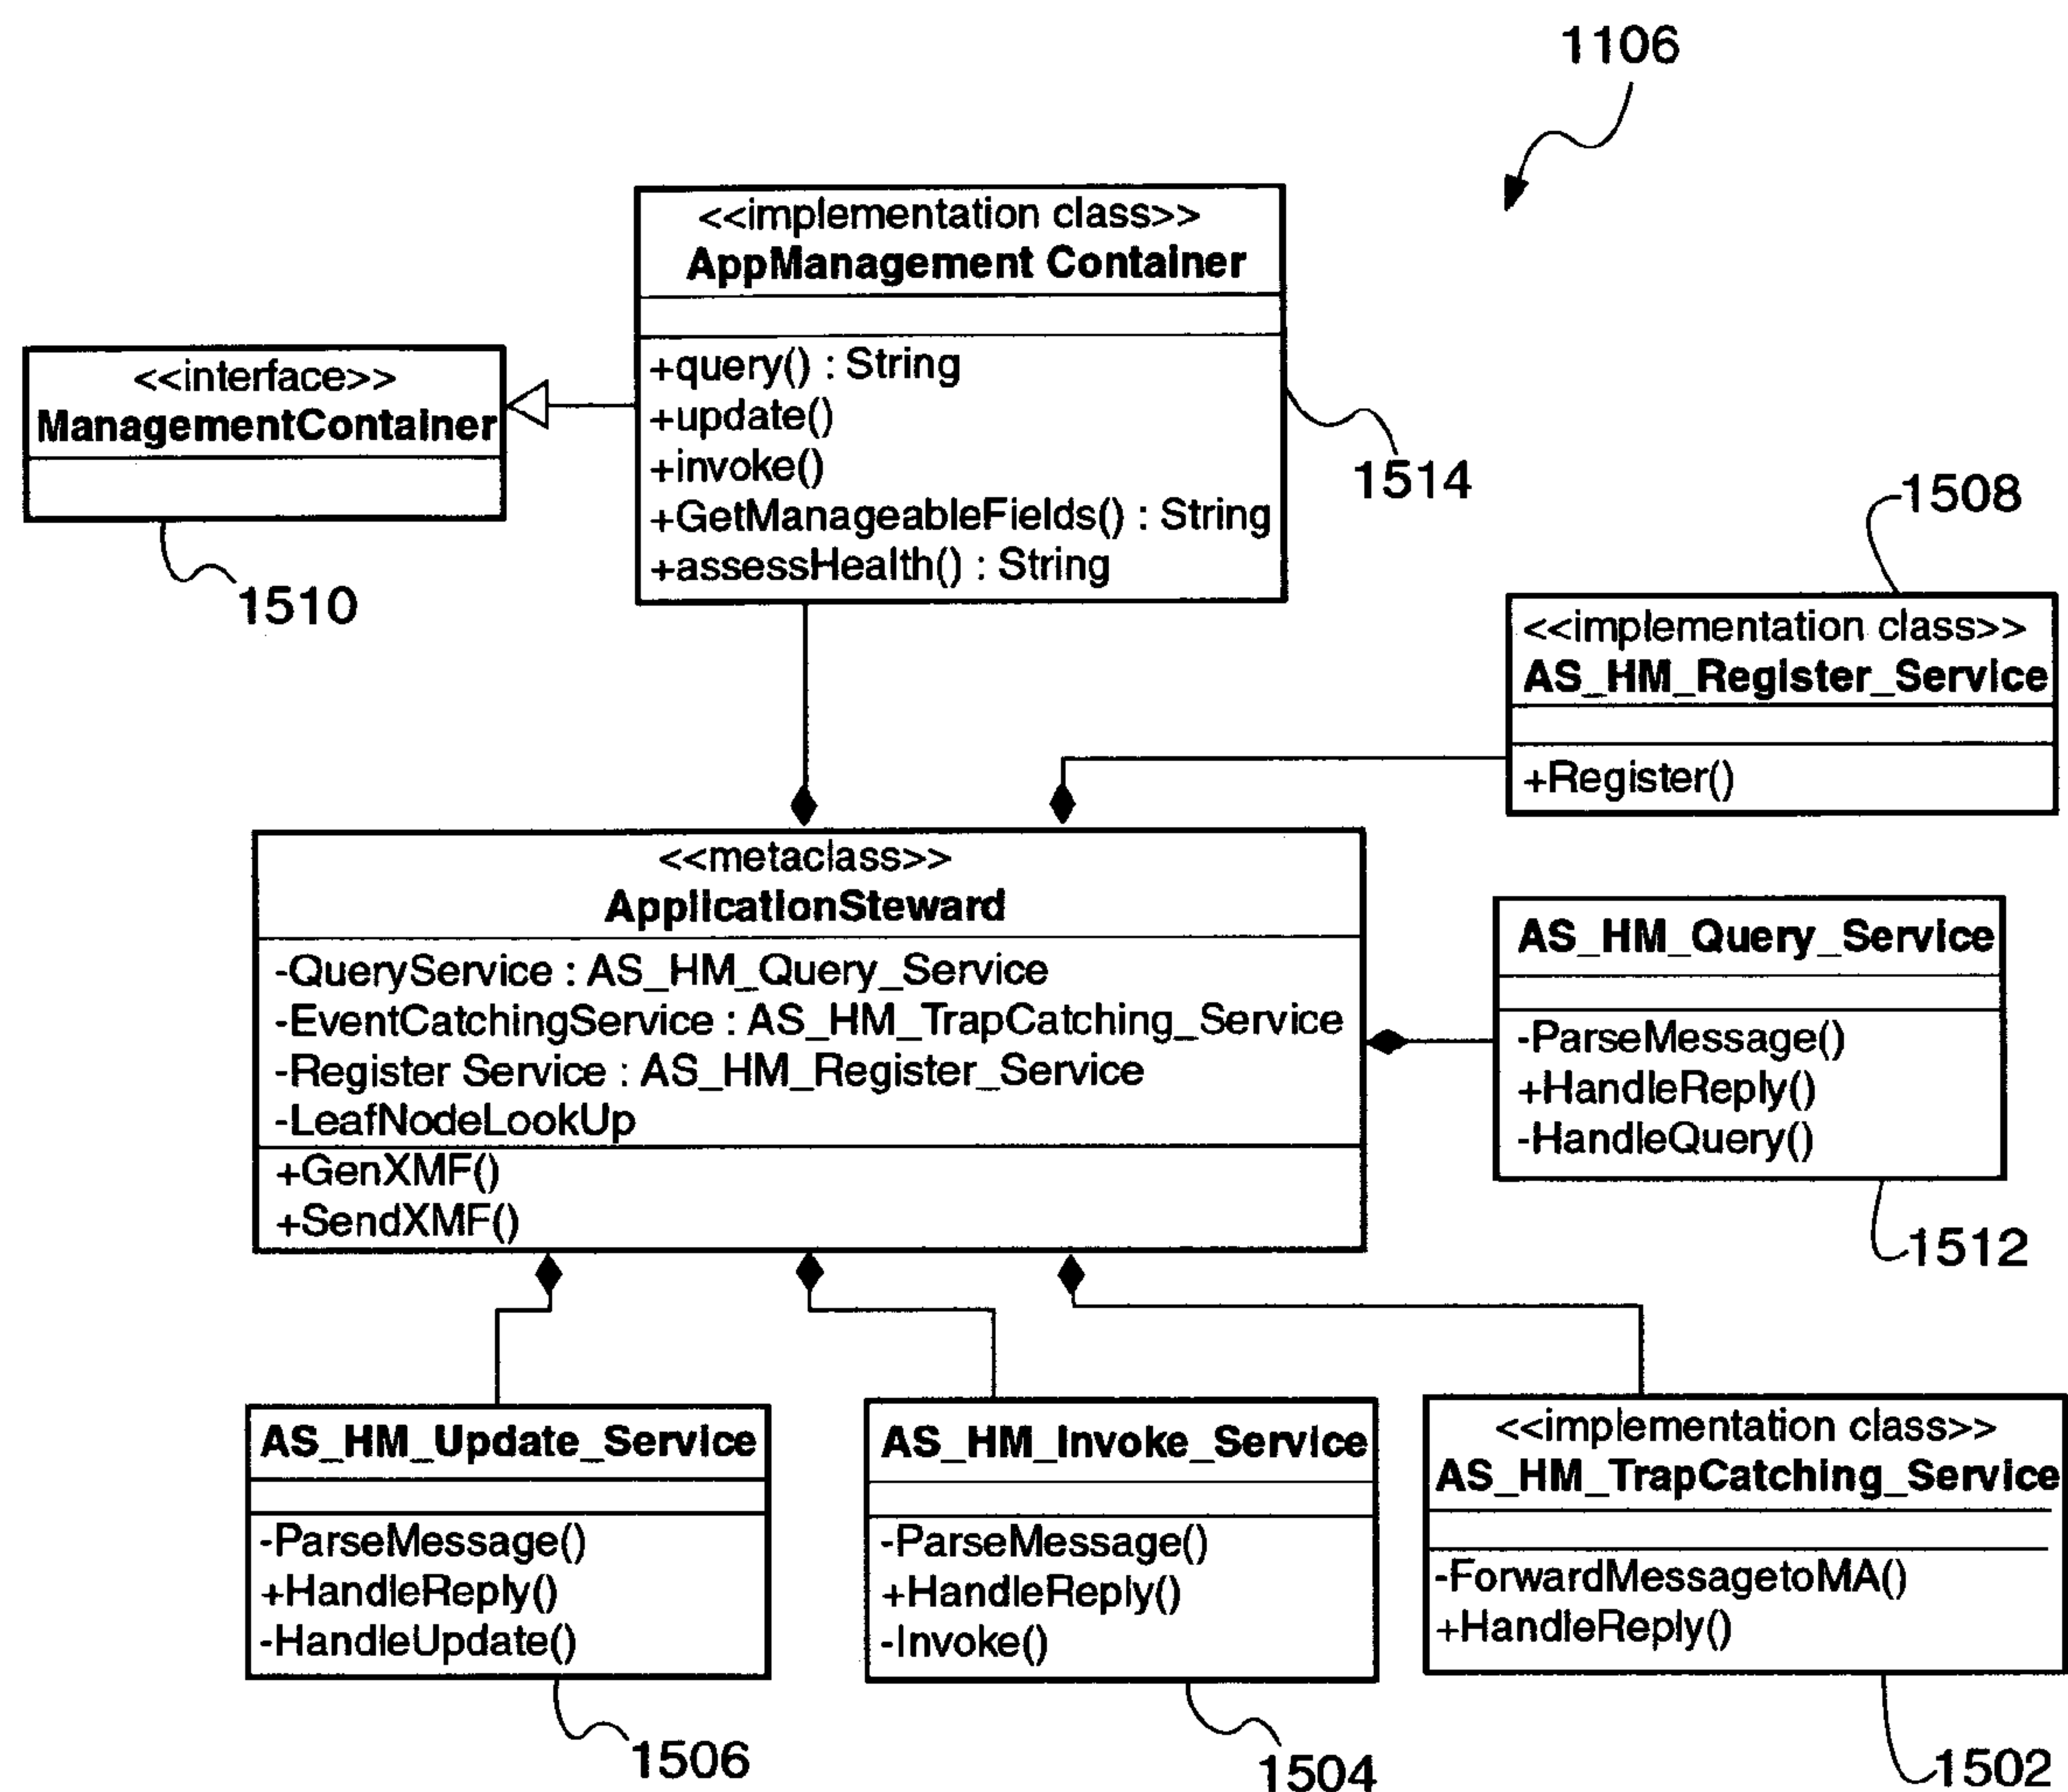 1106
<<implementation class>>
AppManagement Container
+query() : String
+update()
+invoke()
+GetManageableFields() : String
+assessHealth() : String
1514
<<interface>>
ManagementContainer
1510
1508
<<implementation class>>
AS_HM_Register_Service
+Register()
<<metaclass>>
ApplicationSteward
-QueryService : AS_HM_Query_Service
-EventCatchingService : AS_HM_TrapCatching_Service
-Register Service : AS_HM_Register_Service
-LeafNodeLookUp
+GenXMF()
+SendXMF()
AS_HM_Query_Service
-ParseMessage()
+HandleReply()
-HandleQuery()
1512
AS_HM_Update_Service
-ParseMessage()
+HandleReply()
-HandleUpdate()
1506
AS_HM_Invoke_Service
-ParseMessage()
+HandleReply()
-Invoke()
1504
<<implementation class>>
AS_HM_TrapCatching_Service
-ForwardMessagetoMA()
+HandleReply()
1502